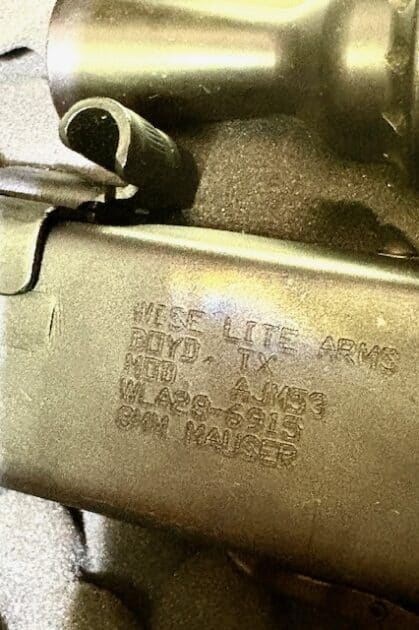 WISE LITE ARMS
BOYD, TX
MOD. AJM53
WLA28-6915
8MM MAUSER